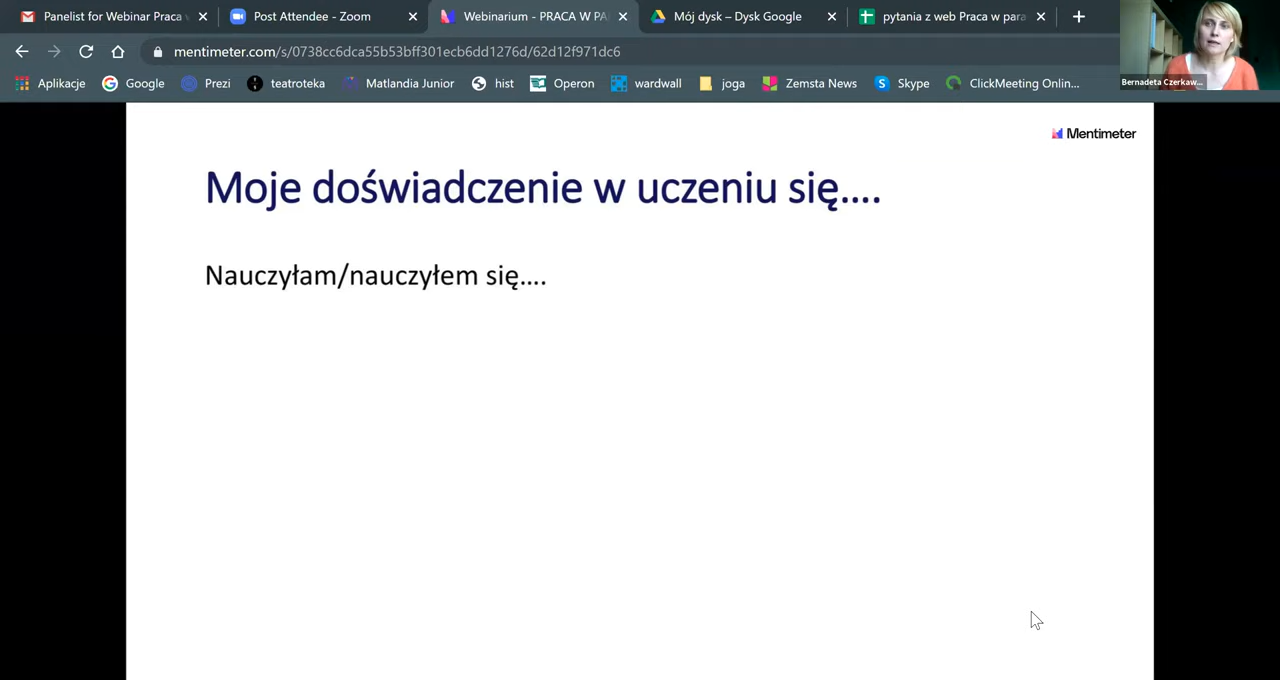 Panelist for Webinar Praca
Post Attendee - Zoom
Webinarium - PRACA W PA
Mój dysk – Dysk Google
pytania z web Praca w para
mentimeter.com/s/0738cc6dca55b53bff301ecb6dd1276d/62d12f971dc6
Aplikacje
Google
Prezi
teatroteka
Matlandia Junior
hist
Operon
wardwall
joga
Zemsta News
Skype
ClickMeeting Onlin...
Bernadeta Czerkaw...
Mentimeter
Moje doświadczenie w uczeniu się....
Nauczyłam/nauczyłem się....